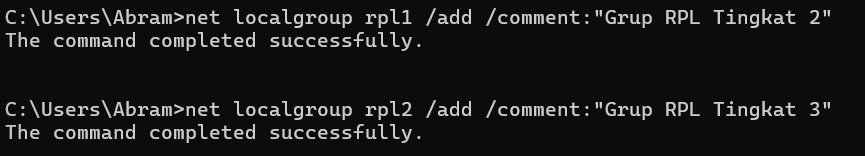 C:\Users\Abram>net localgroup rpl1 /add /comment:"Grup RPL Tingkat 2"
The command completed successfully.
C:\Users\Abram>net localgroup rpl2 /add /comment:"Grup RPL Tingkat 3"
The command completed successfully.